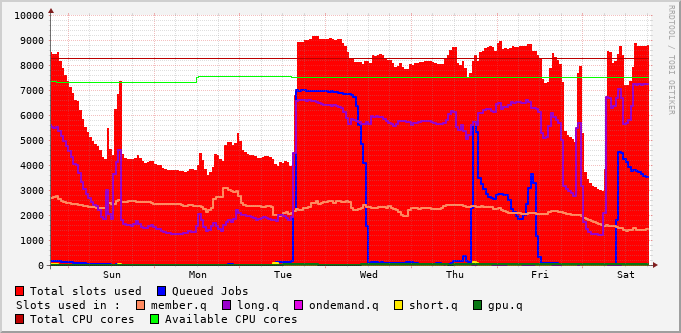 10000
9000
8000
7000
6000
5000
4000
3000
2000
1000
0
Sun Mon Tue Wed Thu Fri Sat
Total slots used Queued Jobs
Slots used in : member.q long.q ondemand.q short.q gpu.q
Total CPU cores Available CPU cores
RRDTOOL / TOBI OETIKER